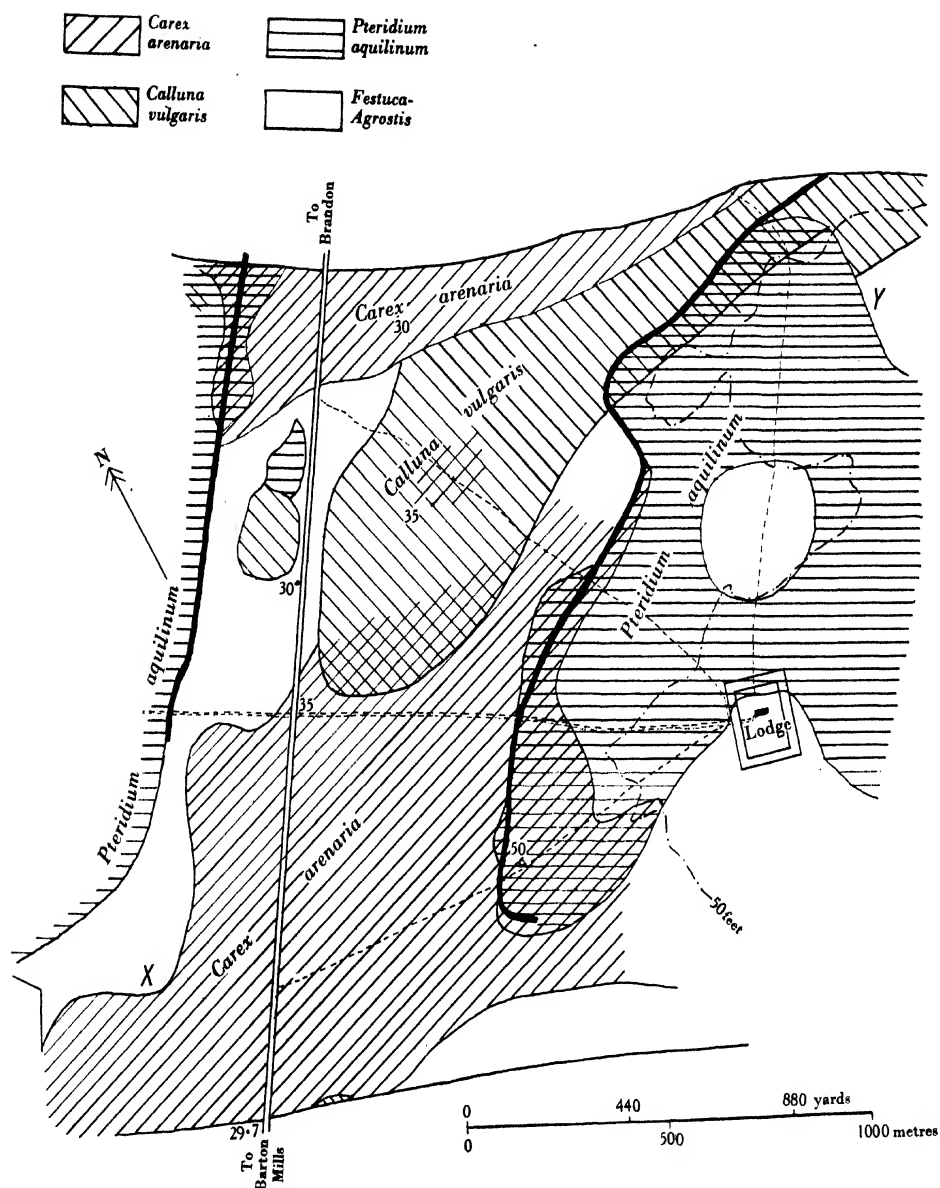 Carex
arenaria
Pteridium
aquilinum
Calluna
vulgaris
Festuca-
Agrostis
To
Brandon
Carex arenaria
30
N
Calluna vulgaris
35
aquilinum
Pteridium
Y
30
aquilinum
Pteridium
35
Lodge
50
50 feet
Carex arenaria
X
29·7
To
Barton
Mills
0 440 880 yards
0 500 1000 metres